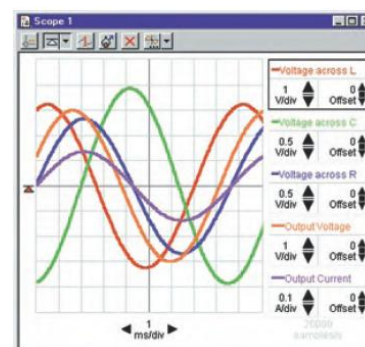 Scope 1
Voltage across L
1
V/div
0
Offset
Voltage across C
0.5
V/div
0
Offset
Voltage across R
0.5
V/div
0
Offset
Output Voltage
1
V/div
0
Offset
Output Current
0.1
A/div
0
Offset
1
ms/div
samples/s